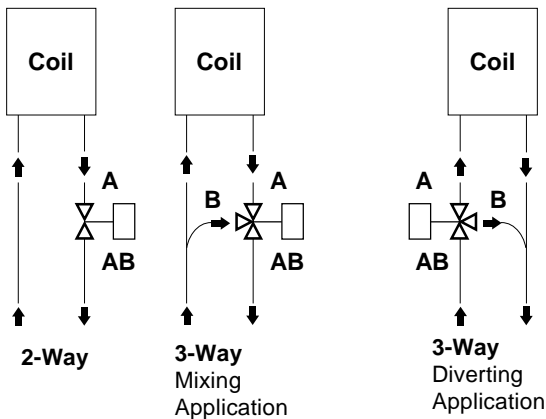 Coil
Coil
Coil
A
B
A
A
B
AB
AB
AB
2-Way
3-Way
Mixing
Application
3-Way
Diverting
Application